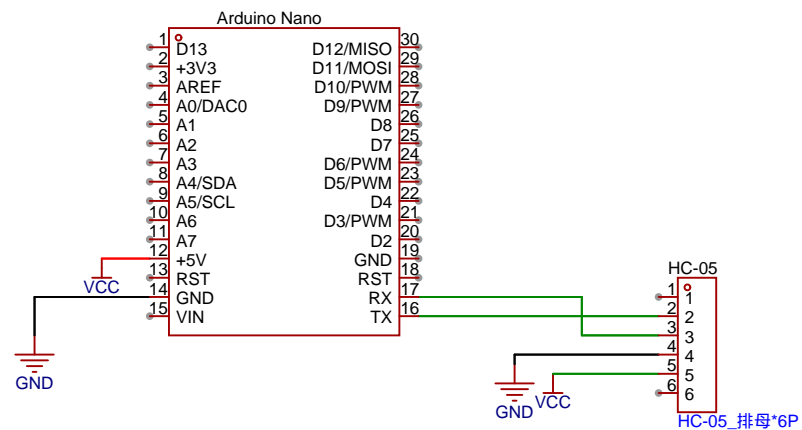 Arduino Nano
1 D13 D12/MISO 30
2 +3V3 D11/MOSI 29
3 AREF D10/PWM 28
4 A0/DAC0 D9/PWM 27
5 A1 D8 26
6 A2 D7 25
7 A3 D6/PWM 24
8 A4/SDA D5/PWM 23
9 A5/SCL D4 22
10 A6 D3/PWM 21
11 A7 D2 20
12 +5V GND 19
13 RST RST 18
14 GND RX 17
15 VIN TX 16
VCC
GND
HC-05
1 1
2 2
3 3
4 4
5 5
6 6
GND
VCC
HC-05_排母*6P